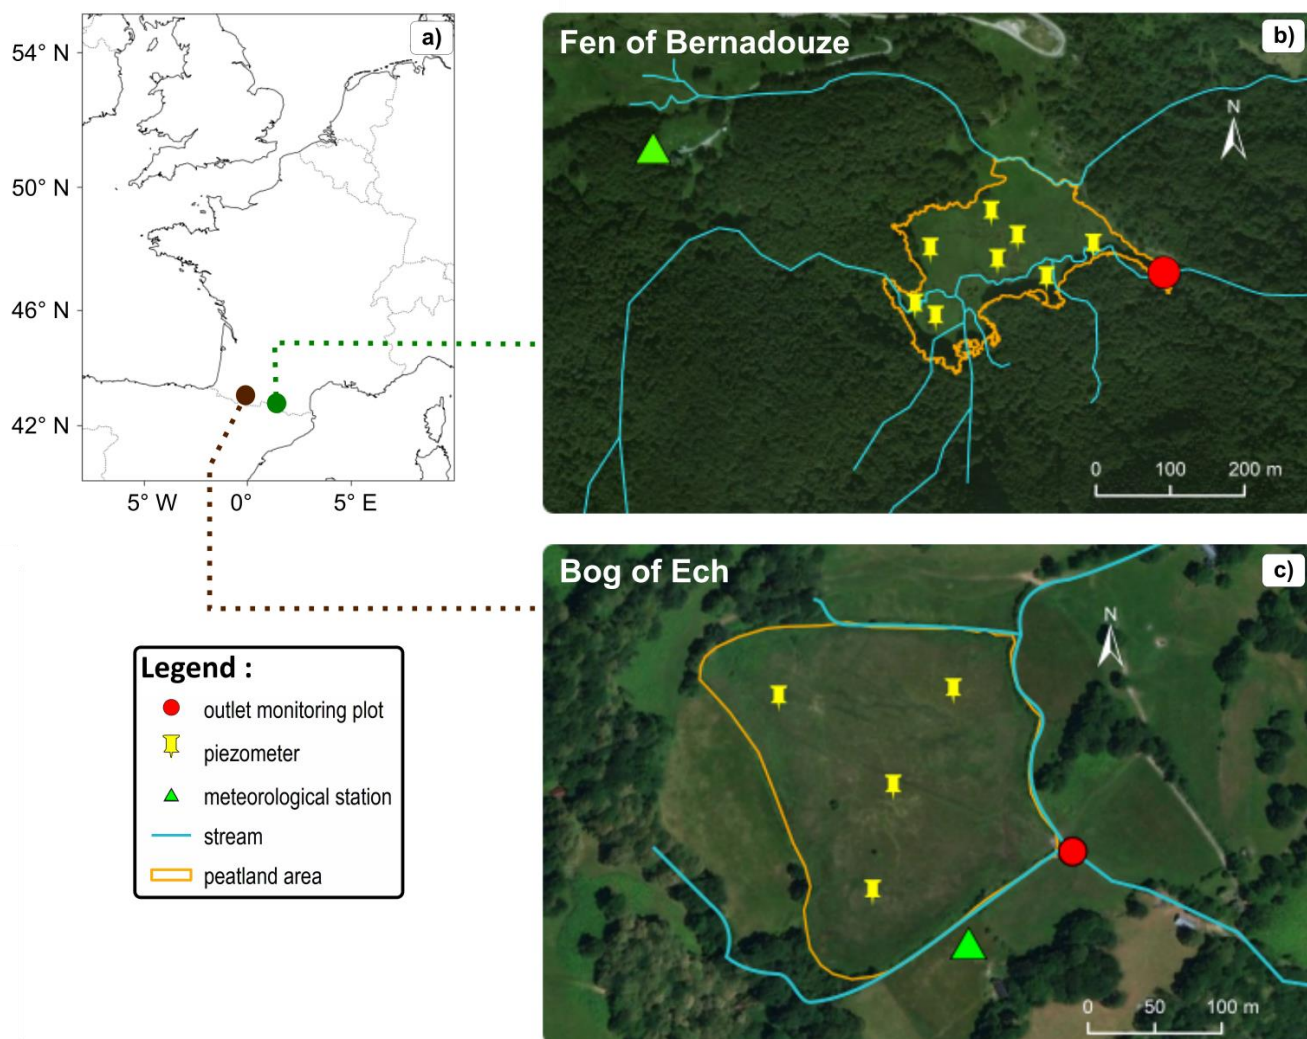 a)
54° N
50° N
46° N
42° N
5° W
0°
5° E
Fen of Bernadouze
b)
N
0 100 200 m
Bog of Ech
c)
N
0 50 100 m
Legend :
outlet monitoring plot
piezometer
meteorological station
stream
peatland area